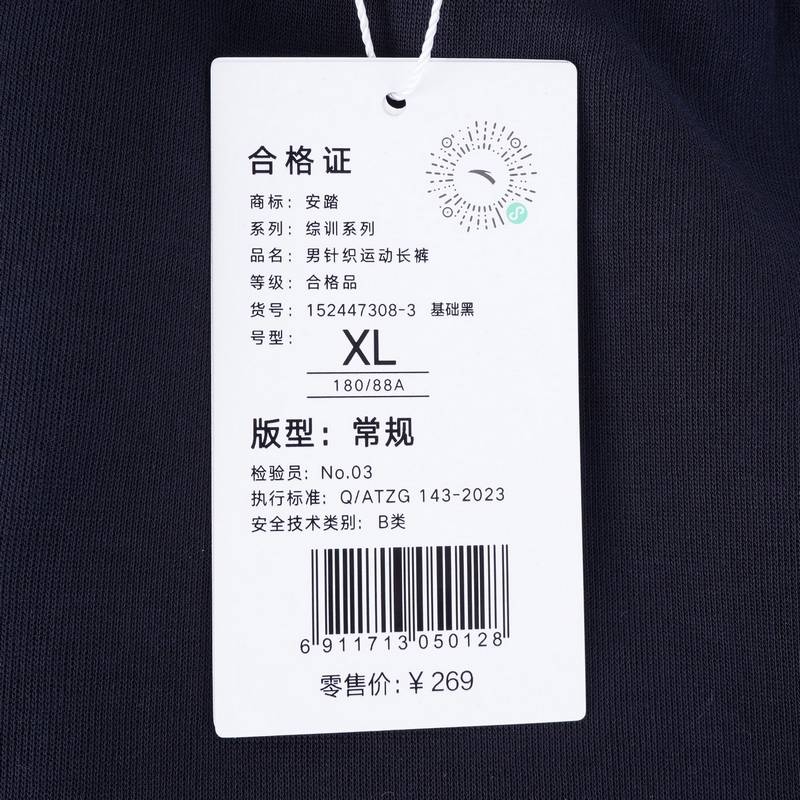 合格证
商标：安踏
系列：综训系列
品名：男针织运动长裤
等级：合格品
货号：152447308-3 基础黑
号型：XL
180/88A
版型：常规
检验员：No.03
执行标准：Q/ATZG 143-2023
安全技术类别：B类
6911713050128
零售价:￥269